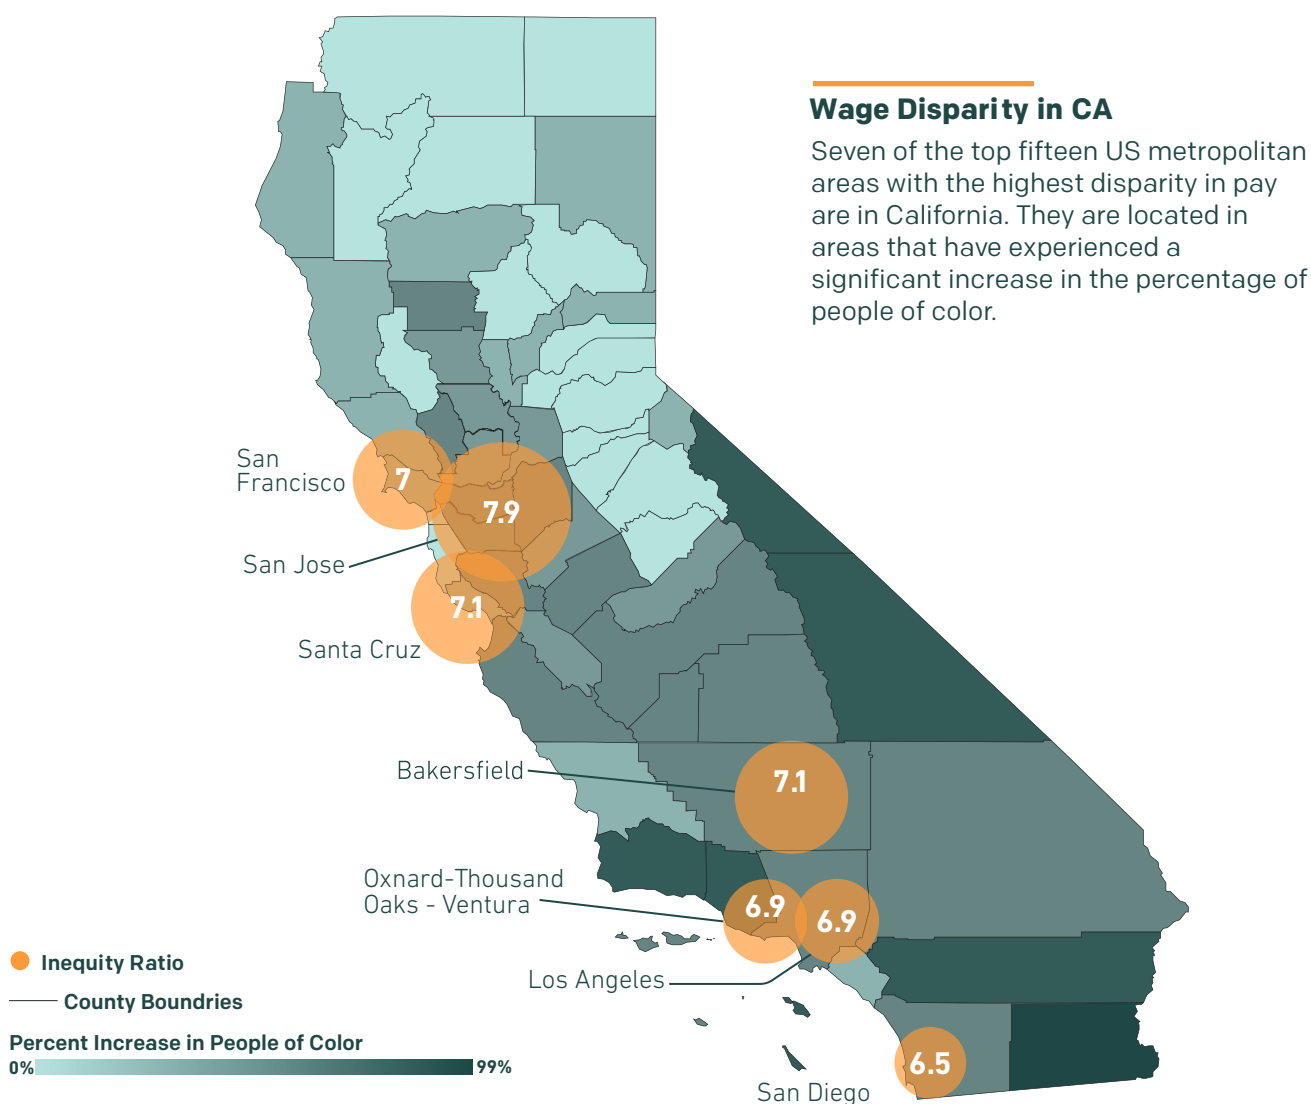 Wage Disparity in CA
Seven of the top fifteen US metropolitan
areas with the highest disparity in pay
are in California. They are located in
areas that have experienced a
significant increase in the percentage of
people of color.
San
Francisco
7
7.9
San Jose
7.1
Santa Cruz
Bakersfield
7.1
Oxnard-Thousand
Oaks - Ventura
6.9
6.9
Los Angeles
6.5
San Diego
Inequity Ratio
County Boundries
Percent Increase in People of Color
0%
99%